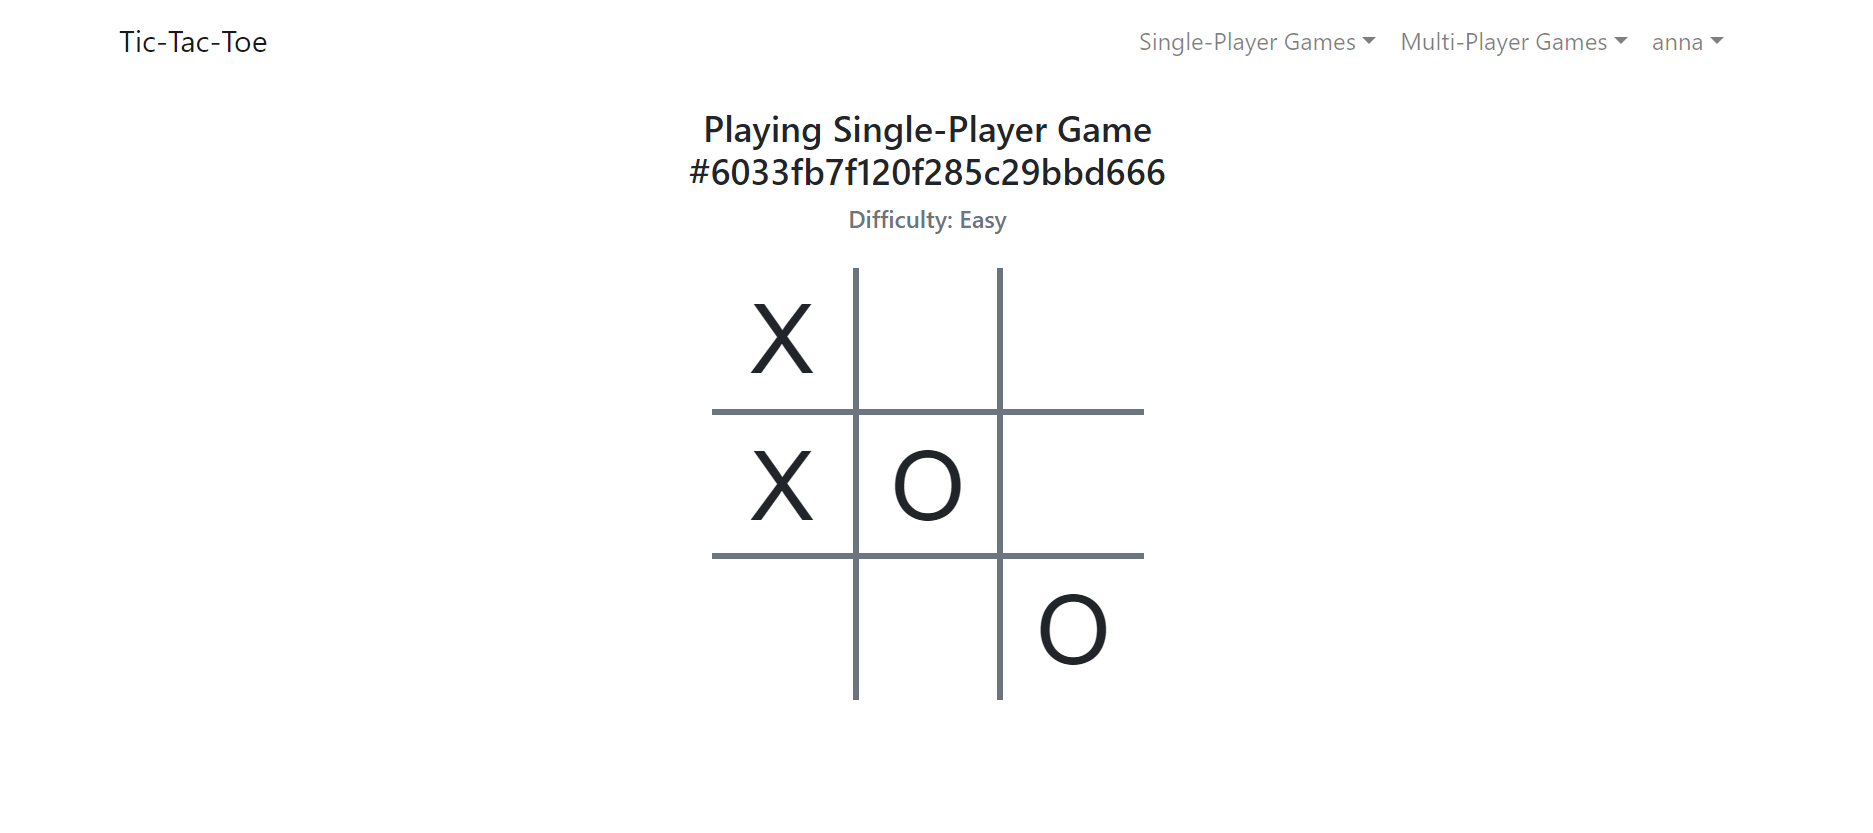 Tic-Tac-Toe
Single-Player Games
Multi-Player Games
anna
Playing Single-Player Game
#6033fb7f120f285c29bbd666
Difficulty: Easy
X
X O
O